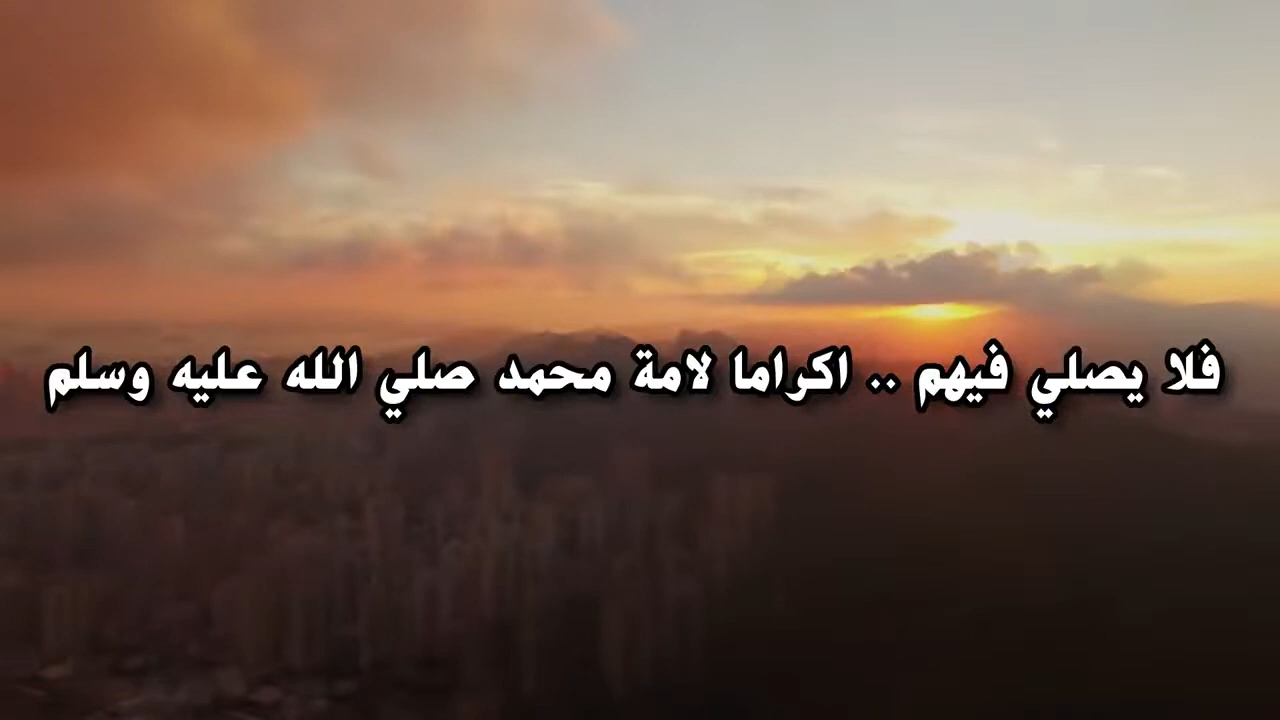 فلا يصلي فيهم .. اكراما لامة محمد صلي الله عليه وسلم